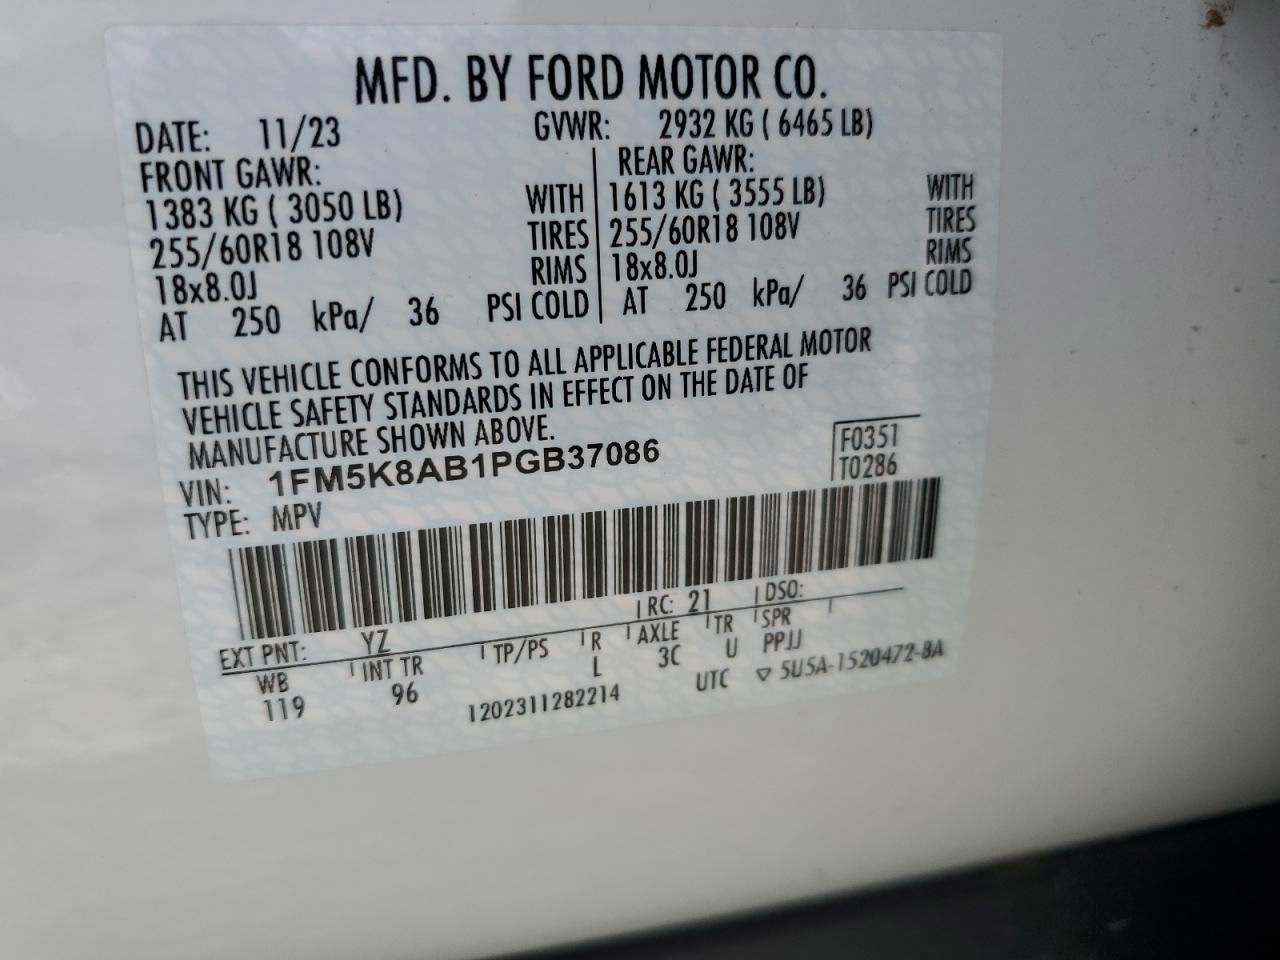 MFD. BY FORD MOTOR CO.
DATE: 11/23 GVWR: 2932 KG ( 6465 LB)
FRONT GAWR: REAR GAWR:
1383 KG ( 3050 LB) WITH 1613 KG ( 3555 LB) WITH
255/60R18 108V TIRES 255/60R18 108V TIRES
18x8.0J RIMS 18x8.0J RIMS
AT 250 kPa/ 36 PSI COLD AT 250 kPa/ 36 PSI COLD
THIS VEHICLE CONFORMS TO ALL APPLICABLE FEDERAL MOTOR
VEHICLE SAFETY STANDARDS IN EFFECT ON THE DATE OF
MANUFACTURE SHOWN ABOVE.
VIN: 1FM5K8AB1PGB37086 F0351
TYPE: MPV T0286
EXT PNT: YZ RC: 21 DSO:
WB INT TR TP/PS R AXLE TR SPR
119 96 L 3C U PPJJ
1202311282214 UTC ▽ 5U5A-1520472-BA